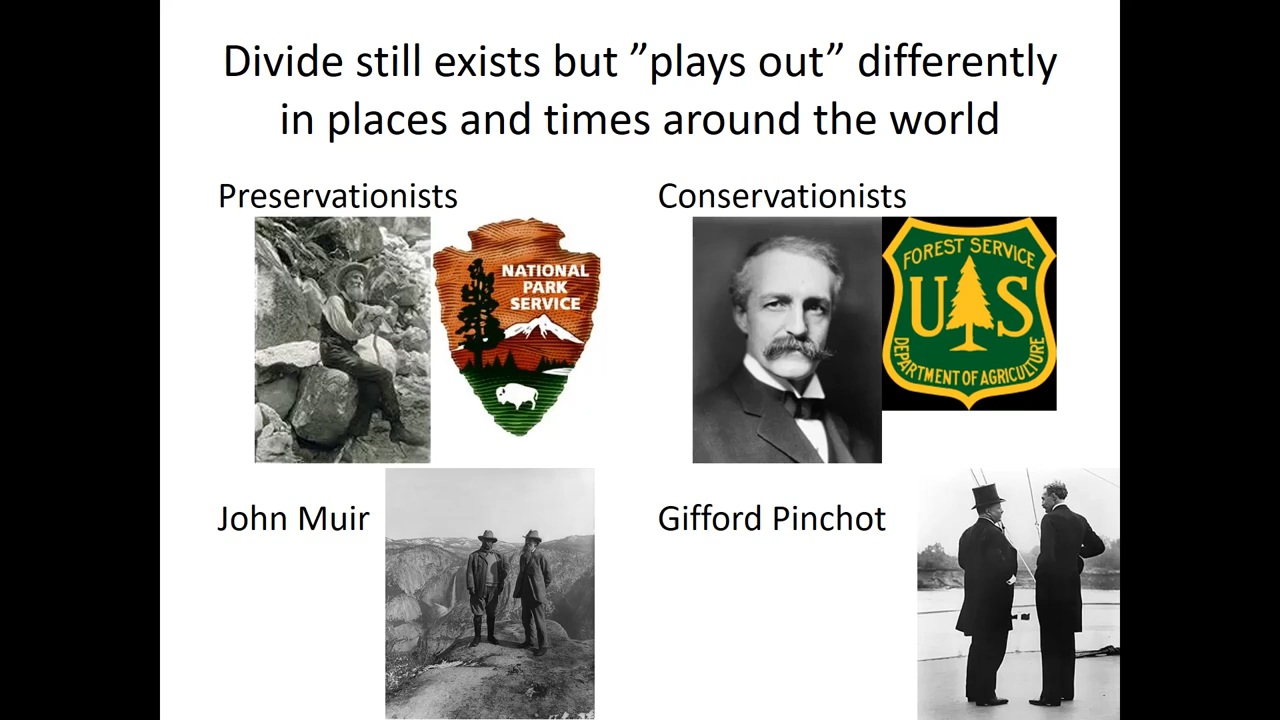 Divide still exists but ”plays out” differently
in places and times around the world
Preservationists
Conservationists
NATIONAL
PARK
SERVICE
FOREST SERVICE
US
DEPARTMENT OF AGRICULTURE
John Muir
Gifford Pinchot